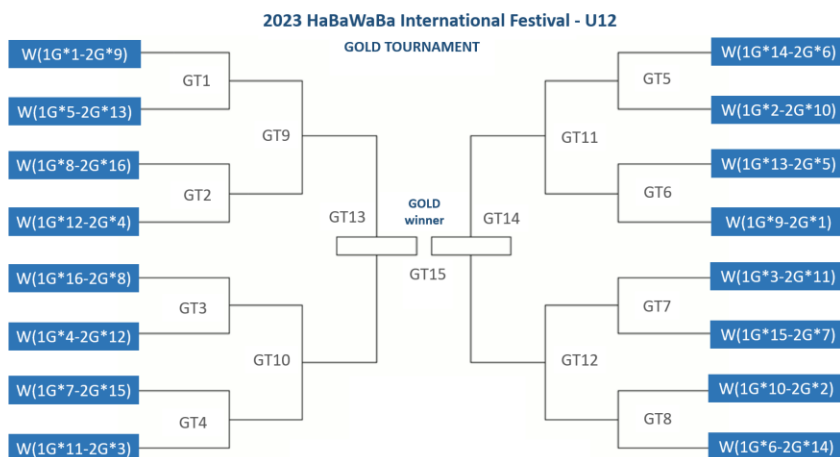 2023 HaBaWaBa International Festival - U12
GOLD TOURNAMENT
W(1G*1-2G*9)
GT1
W(1G*5-2G*13)
GT9
W(1G*8-2G*16)
GT2
W(1G*12-2G*4)
GT13
W(1G*16-2G*8)
GT3
W(1G*4-2G*12)
GT10
W(1G*7-2G*15)
GT4
W(1G*11-2G*3)
GOLD
winner
GT15
W(1G*14-2G*6)
GT5
W(1G*2-2G*10)
GT11
W(1G*13-2G*5)
GT6
W(1G*9-2G*1)
GT14
W(1G*3-2G*11)
GT7
W(1G*15-2G*7)
GT12
W(1G*10-2G*2)
GT8
W(1G*6-2G*14)